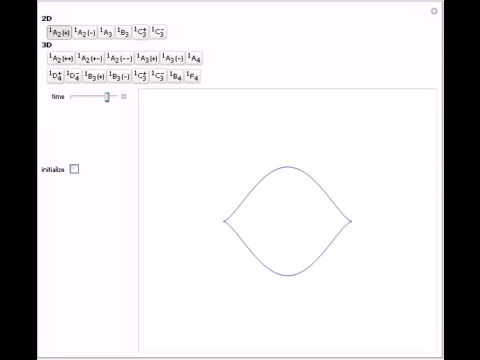 2D
¹A₂(+) ¹A₂(−) ¹A₃ ¹B₃ ¹C₃⁺ ¹C₃⁻
3D
¹A₂(++) ¹A₂(+−) ¹A₂(−−) ¹A₃(+) ¹A₃(−) ¹A₄
¹D₄⁺ ¹D₄⁻ ¹B₃(+) ¹B₃(−) ¹C₃⁺ ¹C₃⁻ ¹B₄ ¹F₄
time
initialize